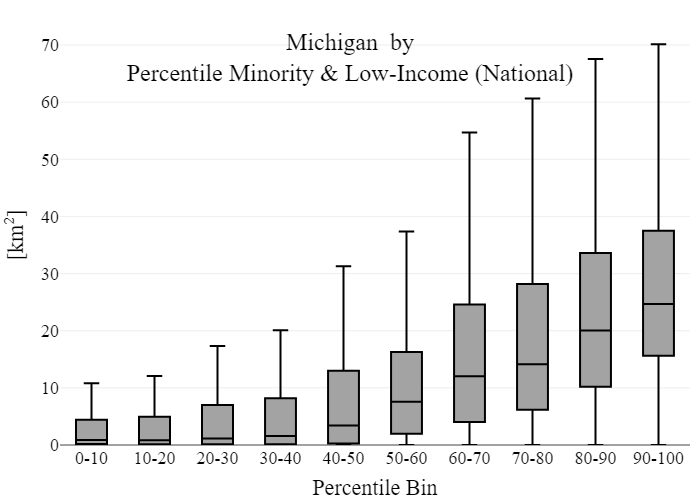 Michigan by
Percentile Minority & Low-Income (National)
70
60
50
40
30
20
10
0
[km²]
0-10 10-20 20-30 30-40 40-50 50-60 60-70 70-80 80-90 90-100
Percentile Bin